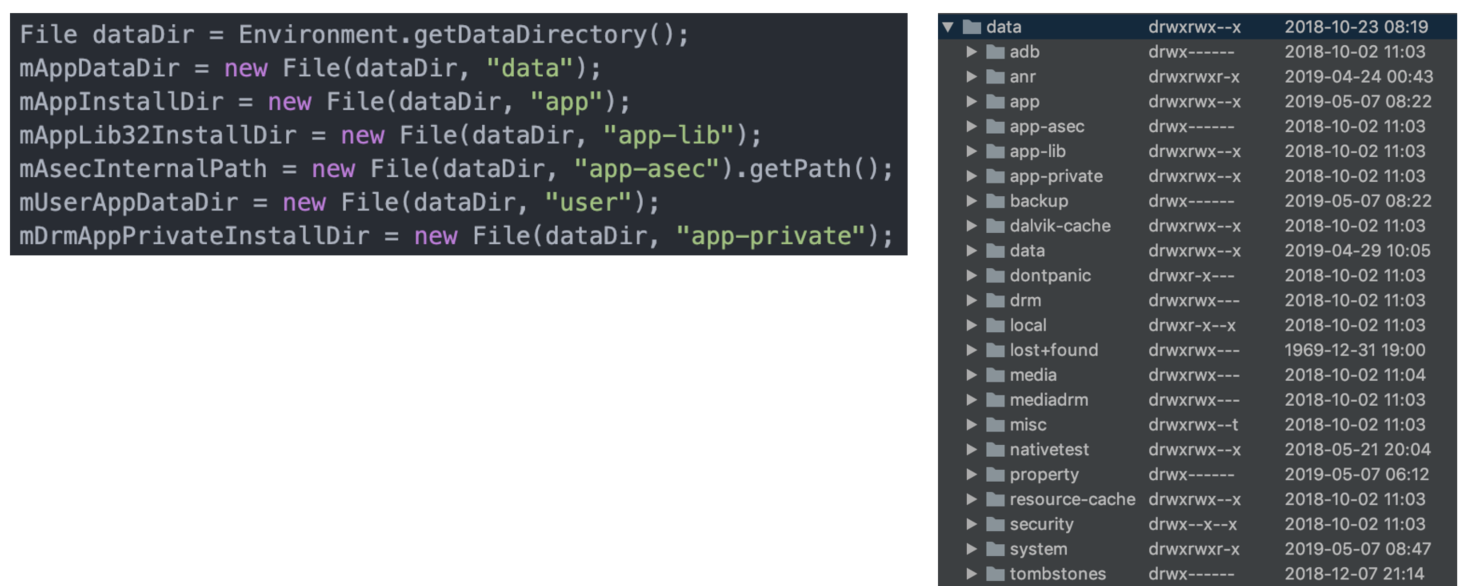 File dataDir = Environment.getDataDirectory();
mAppDataDir = new File(dataDir, "data");
mAppInstallDir = new File(dataDir, "app");
mAppLib32InstallDir = new File(dataDir, "app-lib");
mAsecInternalPath = new File(dataDir, "app-asec").getPath();
mUserAppDataDir = new File(dataDir, "user");
mDrmAppPrivateInstallDir = new File(dataDir, "app-private");
data drwxrwx--x 2018-10-23 08:19
adb drwx------ 2018-10-02 11:03
anr drwxrwxr-x 2019-04-24 00:43
app drwxrwx--x 2019-05-07 08:22
app-asec drwx------ 2018-10-02 11:03
app-lib drwxrwx--x 2018-10-02 11:03
app-private drwxrwx--x 2018-10-02 11:03
backup drwx------ 2019-05-07 08:22
dalvik-cache drwxrwx--x 2018-10-02 11:03
data drwxrwx--x 2019-04-29 10:05
dontpanic drwxr-x--- 2018-10-02 11:03
drm drwxrwx--- 2018-10-02 11:03
local drwxr-x--x 2018-10-02 11:03
lost+found drwxrwx--- 1969-12-31 19:00
media drwxrwx--- 2018-10-02 11:04
mediadrm drwxrwx--- 2018-10-02 11:03
misc drwxrwx--t 2018-10-02 11:03
nativetest drwxrwx--x 2018-05-21 20:04
property drwx------ 2019-05-07 06:12
resource-cache drwxrwx--x 2018-10-02 11:03
security drwx--x--x 2018-10-02 11:03
system drwxrwxr-x 2019-05-07 08:47
tombstones drwx------ 2018-12-07 21:14